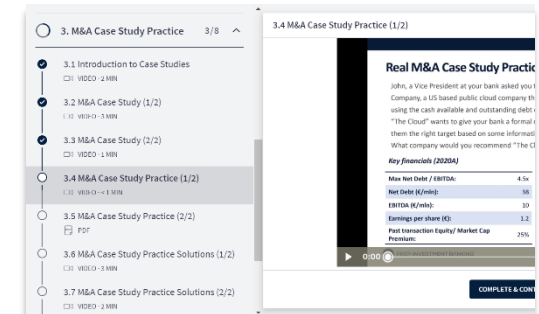 3. M&A Case Study Practice 3/8
3.1 Introduction to Case Studies
VIDEO · 2 MIN
3.2 M&A Case Study (1/2)
VIDEO · 3 MIN
3.3 M&A Case Study (2/2)
VIDEO · 1 MIN
3.4 M&A Case Study Practice (1/2)
VIDEO · < 1 MIN
3.5 M&A Case Study Practice (2/2)
PDF
3.6 M&A Case Study Practice Solutions (1/2)
VIDEO · 3 MIN
3.7 M&A Case Study Practice Solutions (2/2)
VIDEO · 2 MIN
3.4 M&A Case Study Practice (1/2)
Real M&A Case Study Practic
John, a Vice President at your bank asked you t
Company, a US based public cloud company th
using the cash available and outstanding debt
"The Cloud" wants to give your bank a formal
them the right target based on some informati
What company would you recommend "The Cl
Key financials (2020A)
Max Net Debt / EBITDA: 4.5x
Net Debt (€/mln): 38
EBITDA (€/mln): 10
Earnings per share (€): 1.2
Past transaction Equity/ Market Cap
Premium: 25%
0:00
INVESTMENT BANKING
COMPLETE & CONT